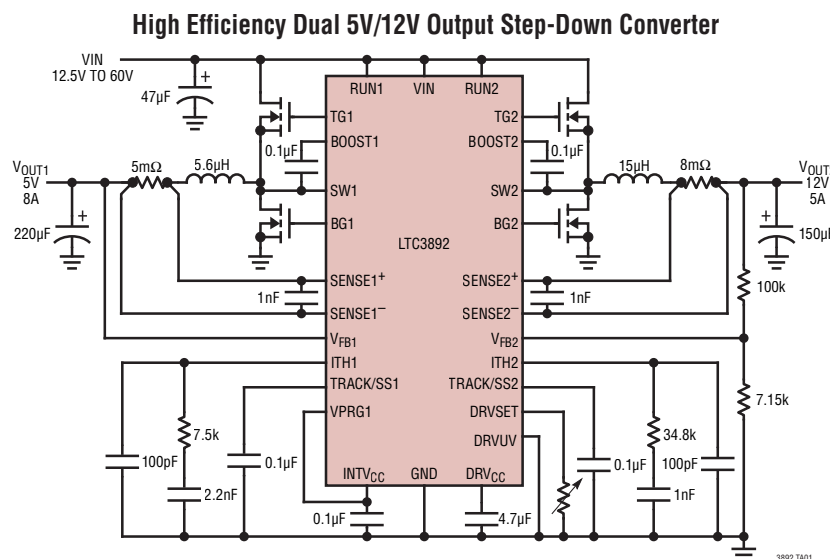 High Efficiency Dual 5V/12V Output Step-Down Converter
VIN
12.5V TO 60V
47µF
+
RUN1
VIN
RUN2
TG1
TG2
BOOST1
BOOST2
0.1µF
0.1µF
VOUT1
5V
8A
5mΩ
5.6µH
SW1
SW2
15µH
8mΩ
VOUT
12V
5A
+
220µF
BG1
BG2
LTC3892
+
150µF
SENSE1+
SENSE2+
1nF
1nF
100k
SENSE1–
SENSE2–
VFB1
VFB2
ITH1
ITH2
TRACK/SS1
TRACK/SS2
VPRG1
DRVSET
7.15k
7.5k
DRVUV
34.8k
100pF
0.1µF
0.1µF
100pF
2.2nF
INTVCC
GND
DRVCC
1nF
0.1µF
4.7µF
3892 TA01